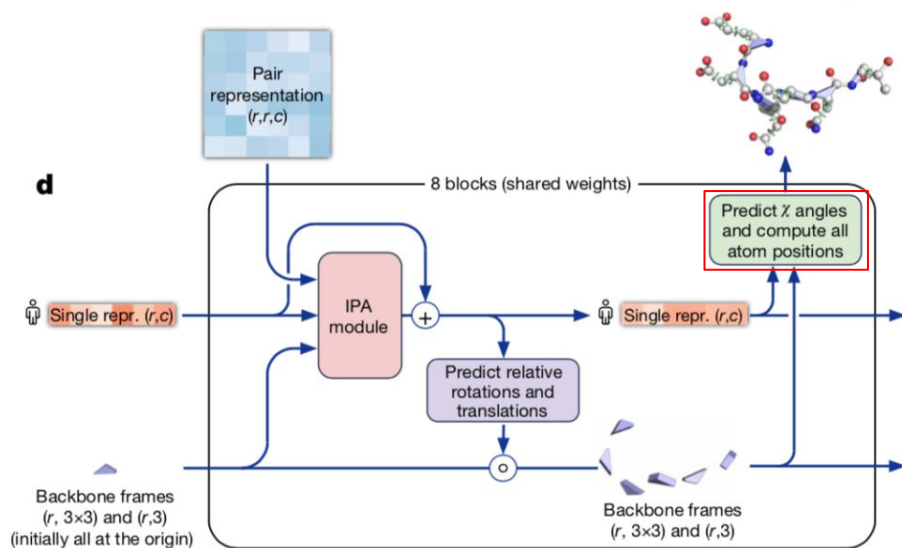 Pair
representation
(r,r,c)
d
8 blocks (shared weights)
Predict χ angles
and compute all
atom positions
Single repr. (r,c)
IPA
module
+
Single repr. (r,c)
Predict relative
rotations and
translations
Backbone frames
(r, 3×3) and (r,3)
(initially all at the origin)
Backbone frames
(r, 3×3) and (r,3)